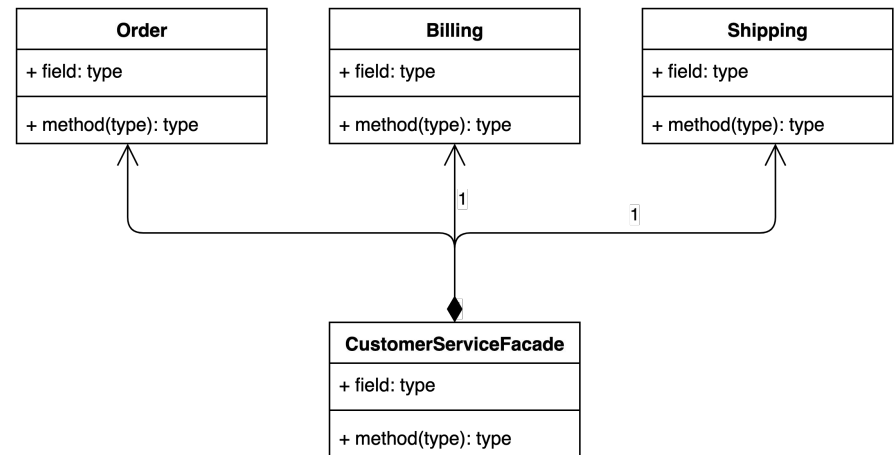 Order
+ field: type
+ method(type): type
Billing
+ field: type
+ method(type): type
Shipping
+ field: type
+ method(type): type
1
1
CustomerServiceFacade
+ field: type
+ method(type): type